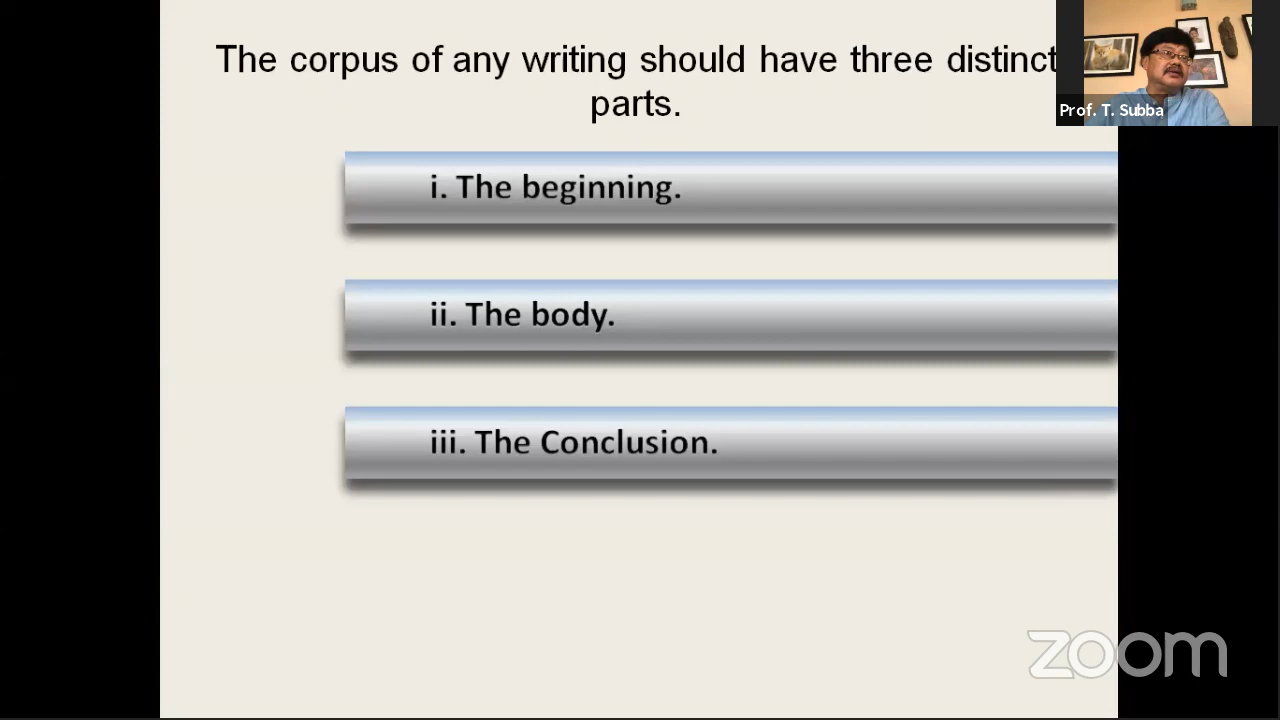 The corpus of any writing should have three distinct
parts.
Prof. T. Subba
i. The beginning.
ii. The body.
iii. The Conclusion.
zoom